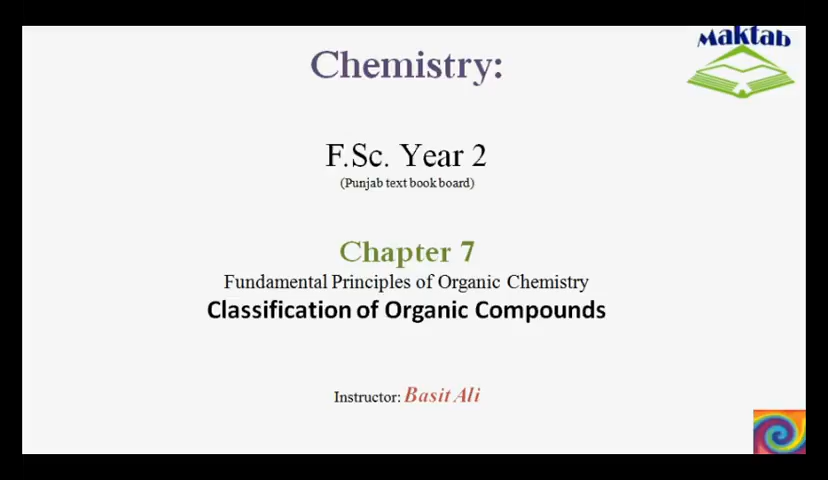 Maktab
Chemistry:
F.Sc. Year 2
(Punjab text book board)
Chapter 7
Fundamental Principles of Organic Chemistry
Classification of Organic Compounds
Instructor: Basit Ali